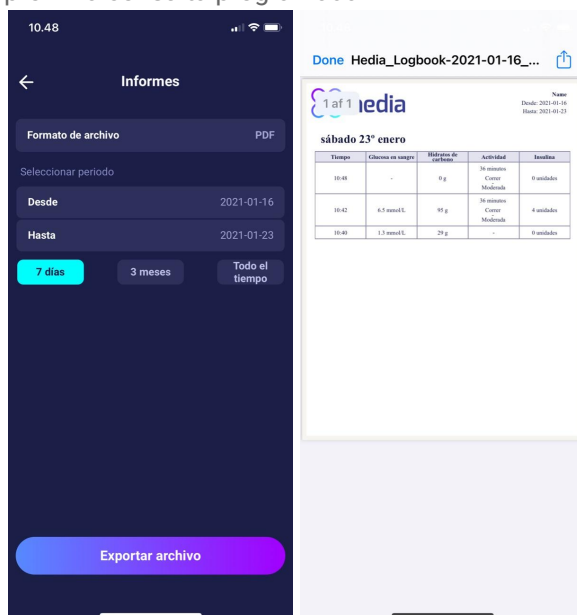 10.48
Informes
Formato de archivo PDF
Seleccionar periodo
Desde 2021-01-16
Hasta 2021-01-23
7 días 3 meses Todo el
tiempo
Exportar archivo
Done Hedia_Logbook-2021-01-16_...
1 af 1 edia
Name
Desde: 2021-01-16
Hasta: 2021-01-23
sábado 23º enero
Tiempo Glucosa en sangre Hidratos de
carbono Actividad Insulina
10:48 - 0 g 36 minutos
Correr
-
Moderada 0 unidades
10:42 6.5 mmol/L 95 g 36 minutos
Correr
-
Moderada 4 unidades
10:40 1.3 mmol/L 29 g - 0 unidades